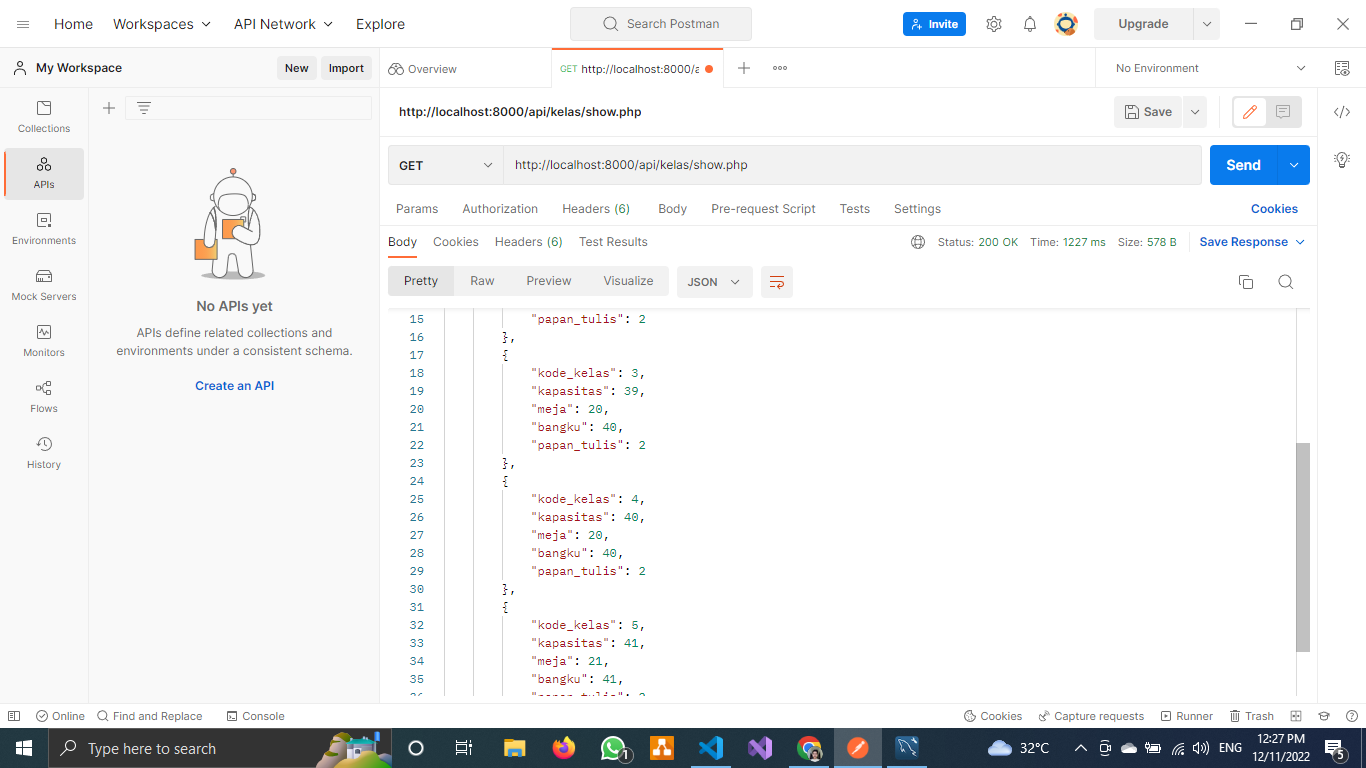 Home Workspaces API Network Explore Search Postman Invite Upgrade
My Workspace New Import Overview GET http://localhost:8000/a No Environment
Collections
APIs
Environments
Mock Servers
Monitors
Flows
History
No APIs yet
APIs define related collections and
environments under a consistent schema.
Create an API
http://localhost:8000/api/kelas/show.php Save
GET http://localhost:8000/api/kelas/show.php Send
Params Authorization Headers (6) Body Pre-request Script Tests Settings Cookies
Body Cookies Headers (6) Test Results Status: 200 OK Time: 1227 ms Size: 578 B Save Response
Pretty Raw Preview Visualize JSON
15 "papan_tulis": 2
16 },
17 {
18 "kode_kelas": 3,
19 "kapasitas": 39,
20 "meja": 20,
21 "bangku": 40,
22 "papan_tulis": 2
23 },
24 {
25 "kode_kelas": 4,
26 "kapasitas": 40,
27 "meja": 20,
28 "bangku": 40,
29 "papan_tulis": 2
30 },
31 {
32 "kode_kelas": 5,
33 "kapasitas": 41,
34 "meja": 21,
35 "bangku": 41,
36 "papan_tulis": 2
Online Find and Replace Console Cookies Capture requests Runner Trash
Type here to search 1 32°C ENG 12:27 PM
12/11/2022 5